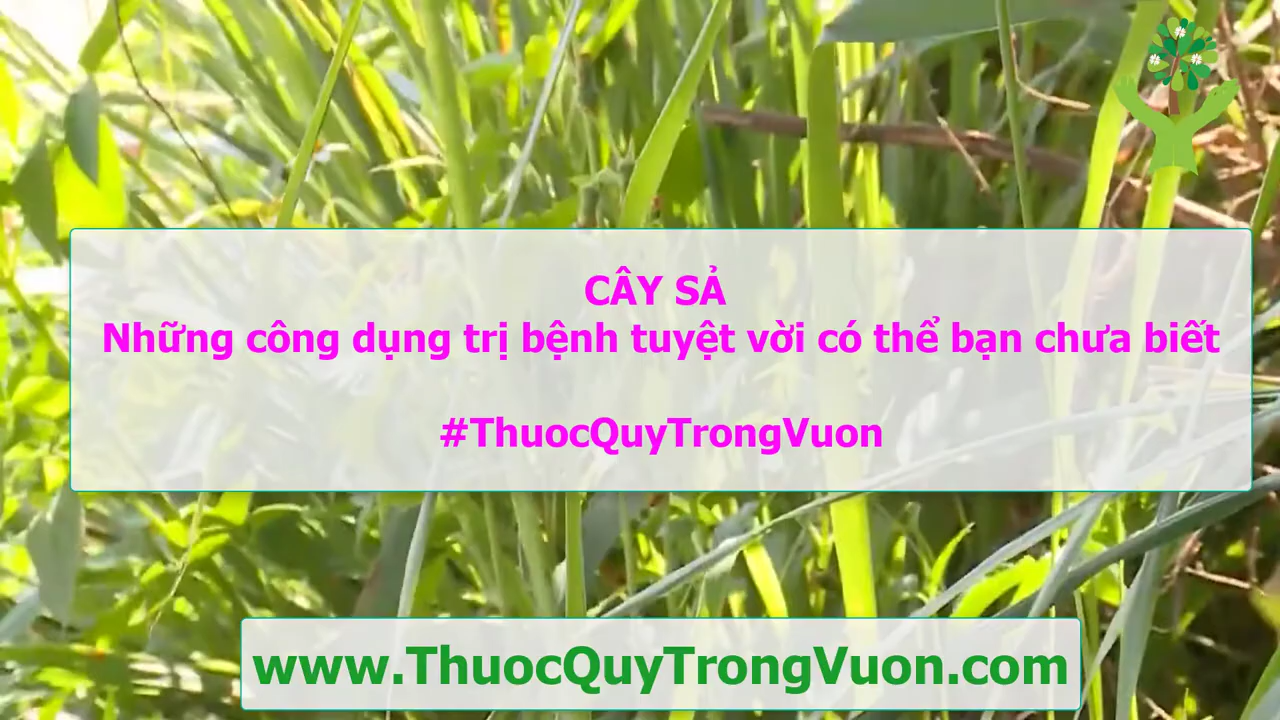 CÂY SẢ
Những công dụng trị bệnh tuyệt vời có thể bạn chưa biết
#ThuocQuyTrongVuon
www.ThuocQuyTrongVuon.com